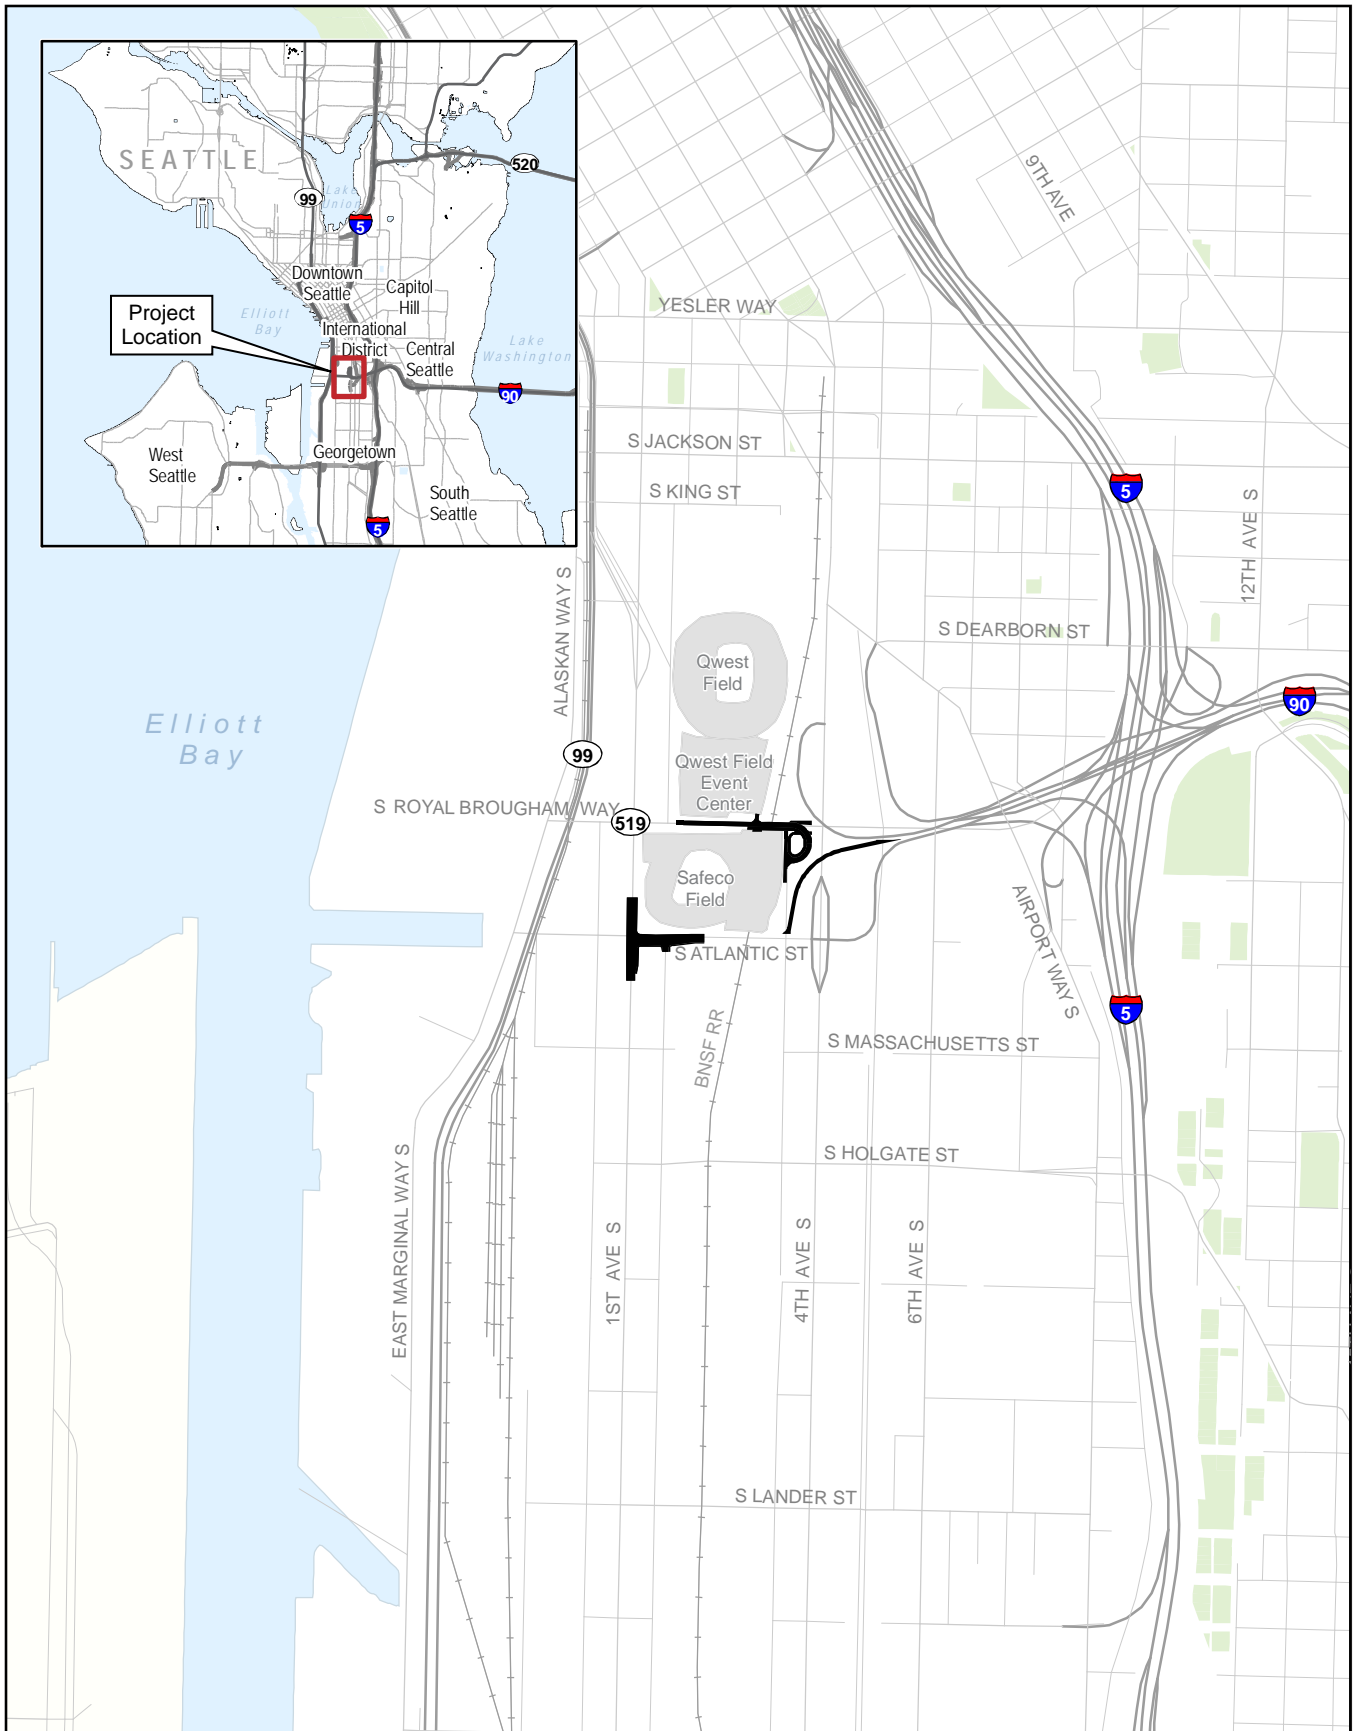 SEATTLE
520
99
Lake
Union
5
Downtown
Seattle
Capitol
Hill
Project
Location
Elliott
Bay
International
District
Central
Seattle
Lake
Washington
90
West
Seattle
Georgetown
South
Seattle
5
9TH AVE
YESLER WAY
S JACKSON ST
S KING ST
5
12TH AVE S
ALASKAN WAY S
S DEARBORN ST
Qwest
Field
90
Elliott
Bay
99
Qwest Field
Event
Center
S ROYAL BROUGHAM WAY
519
Safeco
Field
AIRPORT WAY S
S ATLANTIC ST
5
BNSF RR
S MASSACHUSETTS ST
S HOLGATE ST
EAST MARGINAL WAY S
1ST AVE S
4TH AVE S
6TH AVE S
S LANDER ST